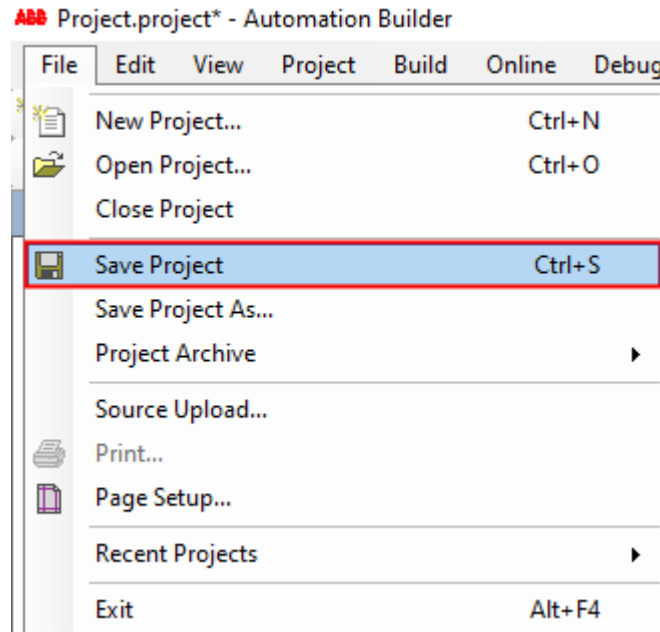 ABB Project.project* - Automation Builder
File Edit View Project Build Online Debug
New Project... Ctrl+N
Open Project... Ctrl+O
Close Project
Save Project Ctrl+S
Save Project As...
Project Archive
Source Upload...
Print...
Page Setup...
Recent Projects
Exit Alt+F4